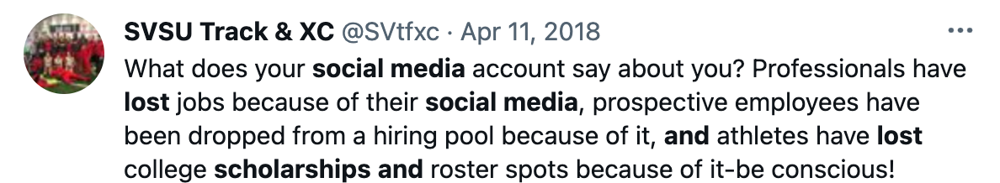 SVSU Track & XC @SVtfxc · Apr 11, 2018
What does your social media account say about you? Professionals have
lost jobs because of their social media, prospective employees have
been dropped from a hiring pool because of it, and athletes have lost
college scholarships and roster spots because of it-be conscious!